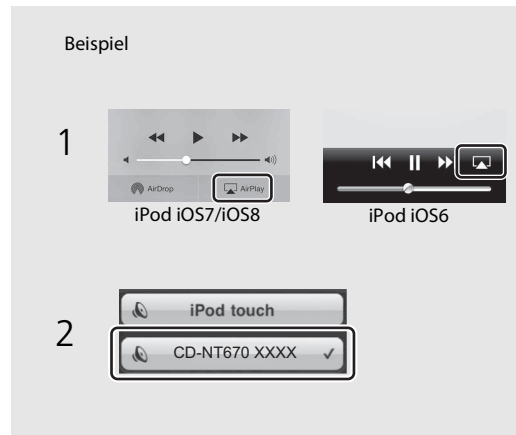 Beispiel
1
AirDrop
AirPlay
iPod iOS7/iOS8
iPod iOS6
2
iPod touch
CD-NT670 XXXX